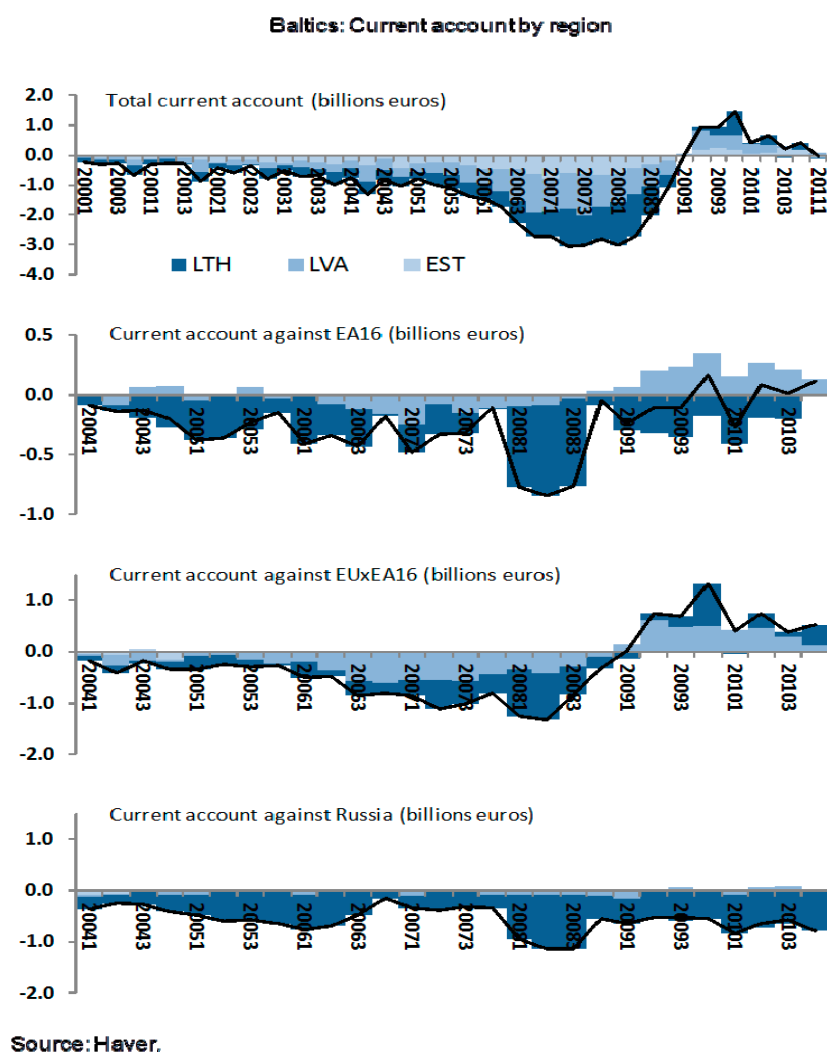 Baltics: Current account by region
Total current account (billions euros)
2.0
1.0
0.0
-1.0
-2.0
-3.0
-4.0
20001 20003 20011 20013 20021 20023 20031 20033 20041 20043 20051 20053 20061 20063 20071 20073 20081 20083 20091 20093 20101 20103 20111
LTH LVA EST
Current account against EA16 (billions euros)
0.5
0.0
-0.5
-1.0
20041 20043 20051 20053 20061 20063 20071 20073 20081 20083 20091 20093 20101 20103
Current account against EUxEA16 (billions euros)
1.0
0.0
-1.0
-2.0
20041 20043 20051 20053 20061 20063 20071 20073 20081 20083 20091 20093 20101 20103
Current account against Russia (billions euros)
1.0
0.0
-1.0
-2.0
20041 20043 20051 20053 20061 20063 20071 20073 20081 20083 20091 20093 20101 20103
Source: Haver.